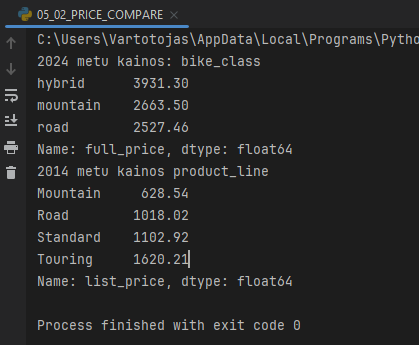 05_02_PRICE_COMPARE ×
C:\Users\Vartotojas\AppData\Local\Programs\Pytho
2024 metu kainos: bike_class
hybrid      3931.30
mountain    2663.50
road        2527.46
Name: full_price, dtype: float64
2014 metu kainos product_line
Mountain     628.54
Road        1018.02
Standard    1102.92
Touring     1620.21
Name: list_price, dtype: float64
Process finished with exit code 0